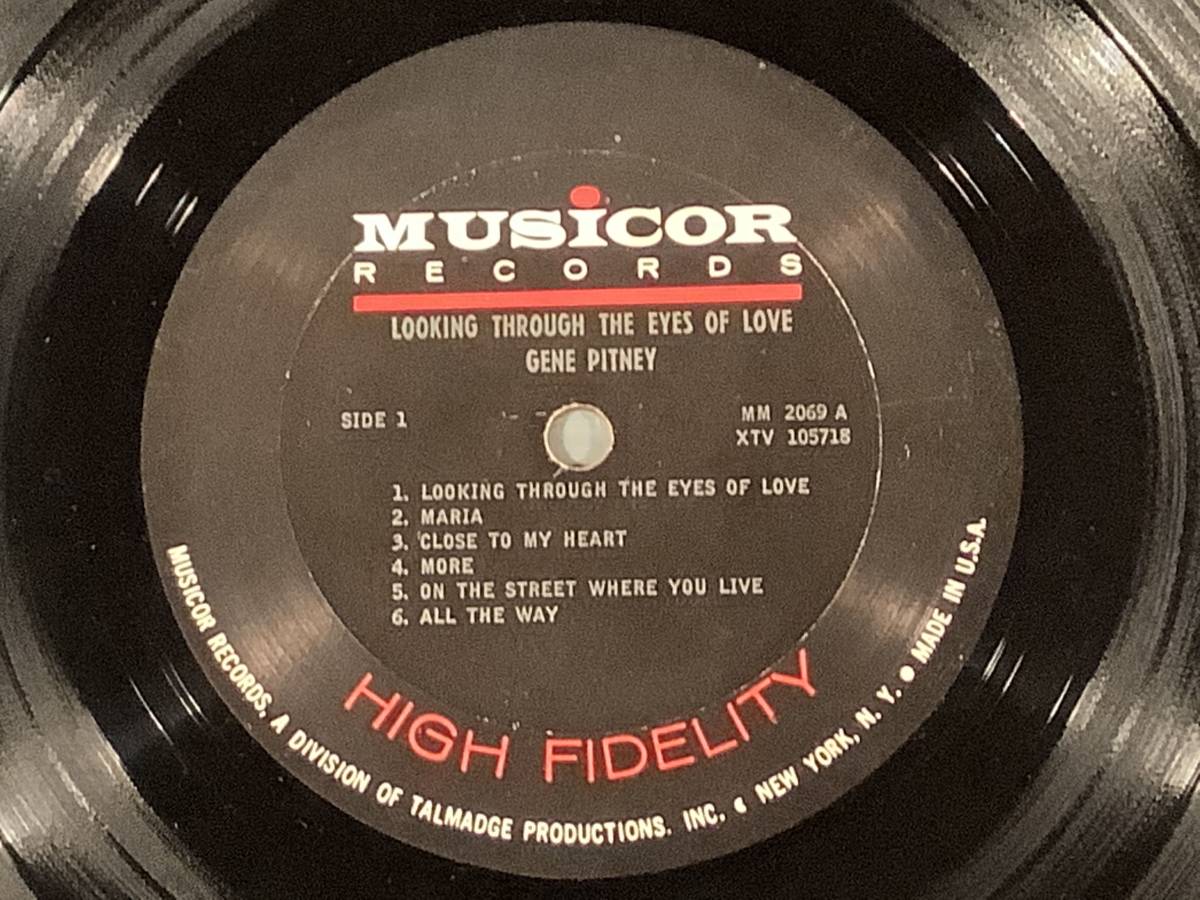 MUSiCOR
RECORDS
LOOKING THROUGH THE EYES OF LOVE
GENE PITNEY
SIDE 1
MM 2069 A
XTV 105718
1. LOOKING THROUGH THE EYES OF LOVE
2. MARIA
3. CLOSE TO MY HEART
4. MORE
5. ON THE STREET WHERE YOU LIVE
6. ALL THE WAY
HIGH FIDELITY
MUSICOR RECORDS, A DIVISION OF TALMADGE PRODUCTIONS, INC. • NEW YORK, N. Y. • MADE IN U.S.A.